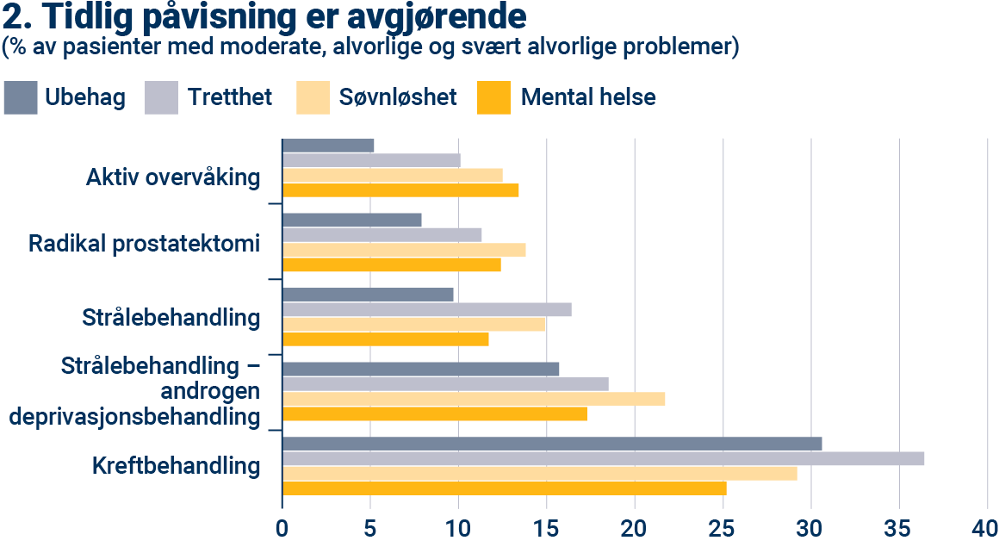 2. Tidlig påvisning er avgjørende
(% av pasienter med moderate, alvorlige og svært alvorlige problemer)
Ubehag Tretthet Søvnløshet Mental helse
Aktiv overvåking
Radikal prostatektomi
Strålebehandling
Strålebehandling –
androgen
deprivasjonsbehandling
Kreftbehandling
0 5 10 15 20 25 30 35 40